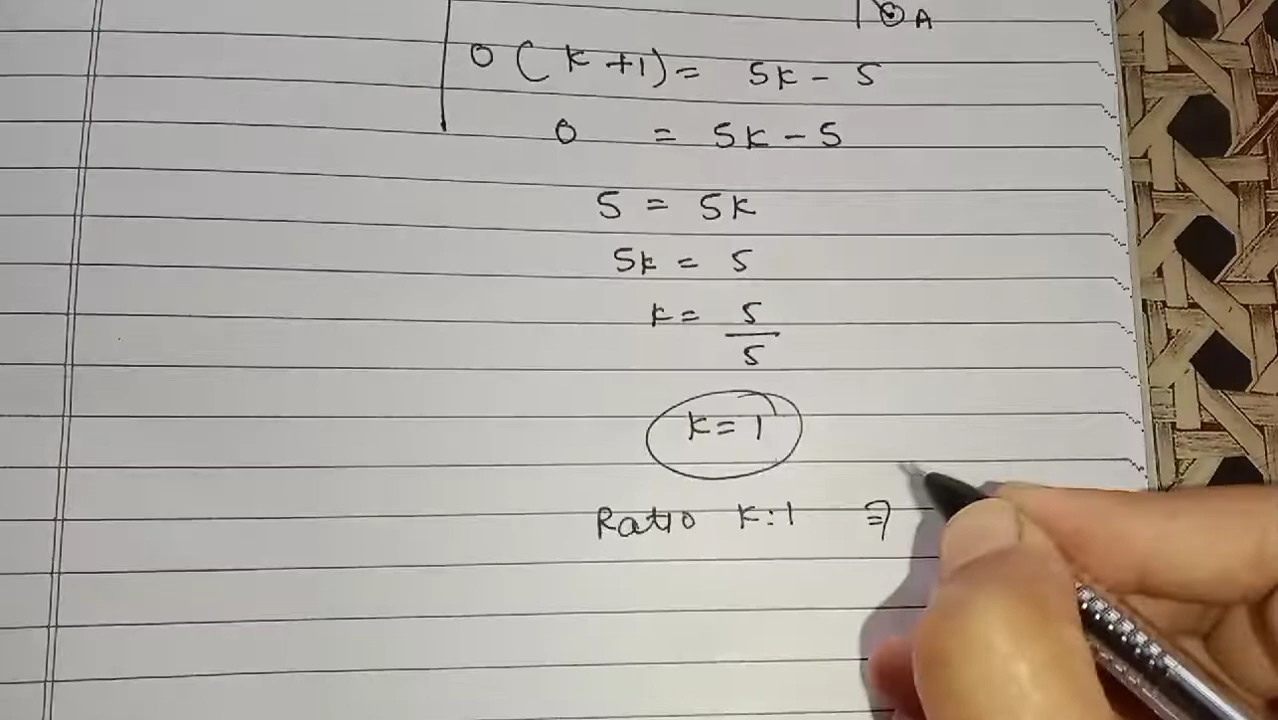 A
0 ( k +1) = 5k - 5
0 = 5k - 5
5 = 5k
5k = 5
k = 5/5
k = 1
Ratio k:1 ⇒